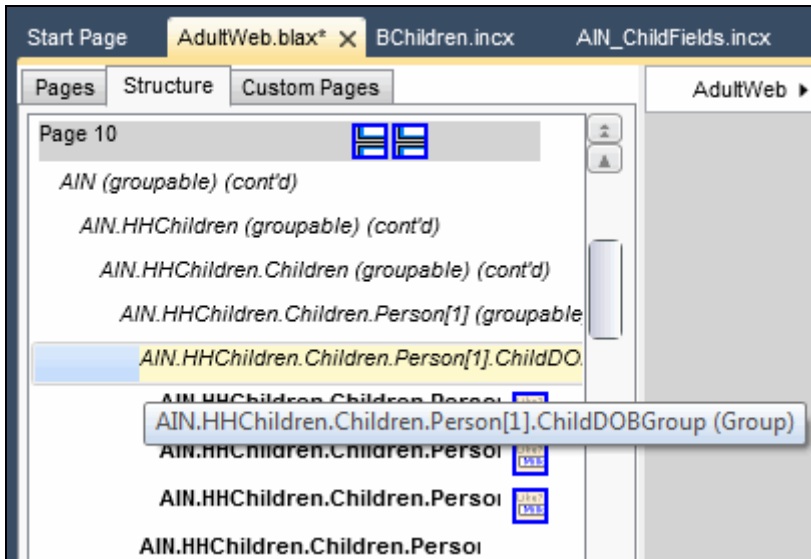 Start Page AdultWeb.blax* BChildren.incx AIN_ChildFields.incx
Pages Structure Custom Pages AdultWeb
Page 10
AIN (groupable) (cont'd)
AIN.HHChildren (groupable) (cont'd)
AIN.HHChildren.Children (groupable) (cont'd)
AIN.HHChildren.Children.Person[1] (groupable
AIN.HHChildren.Children.Person[1].ChildDO
AIN.HHChildren.Children.Perso
AIN.HHChildren.Children.Person[1].ChildDOBGroup (Group)
AIN.HHChildren.Children.Perso
AIN.HHChildren.Children.Perso
AIN.HHChildren.Children.Perso